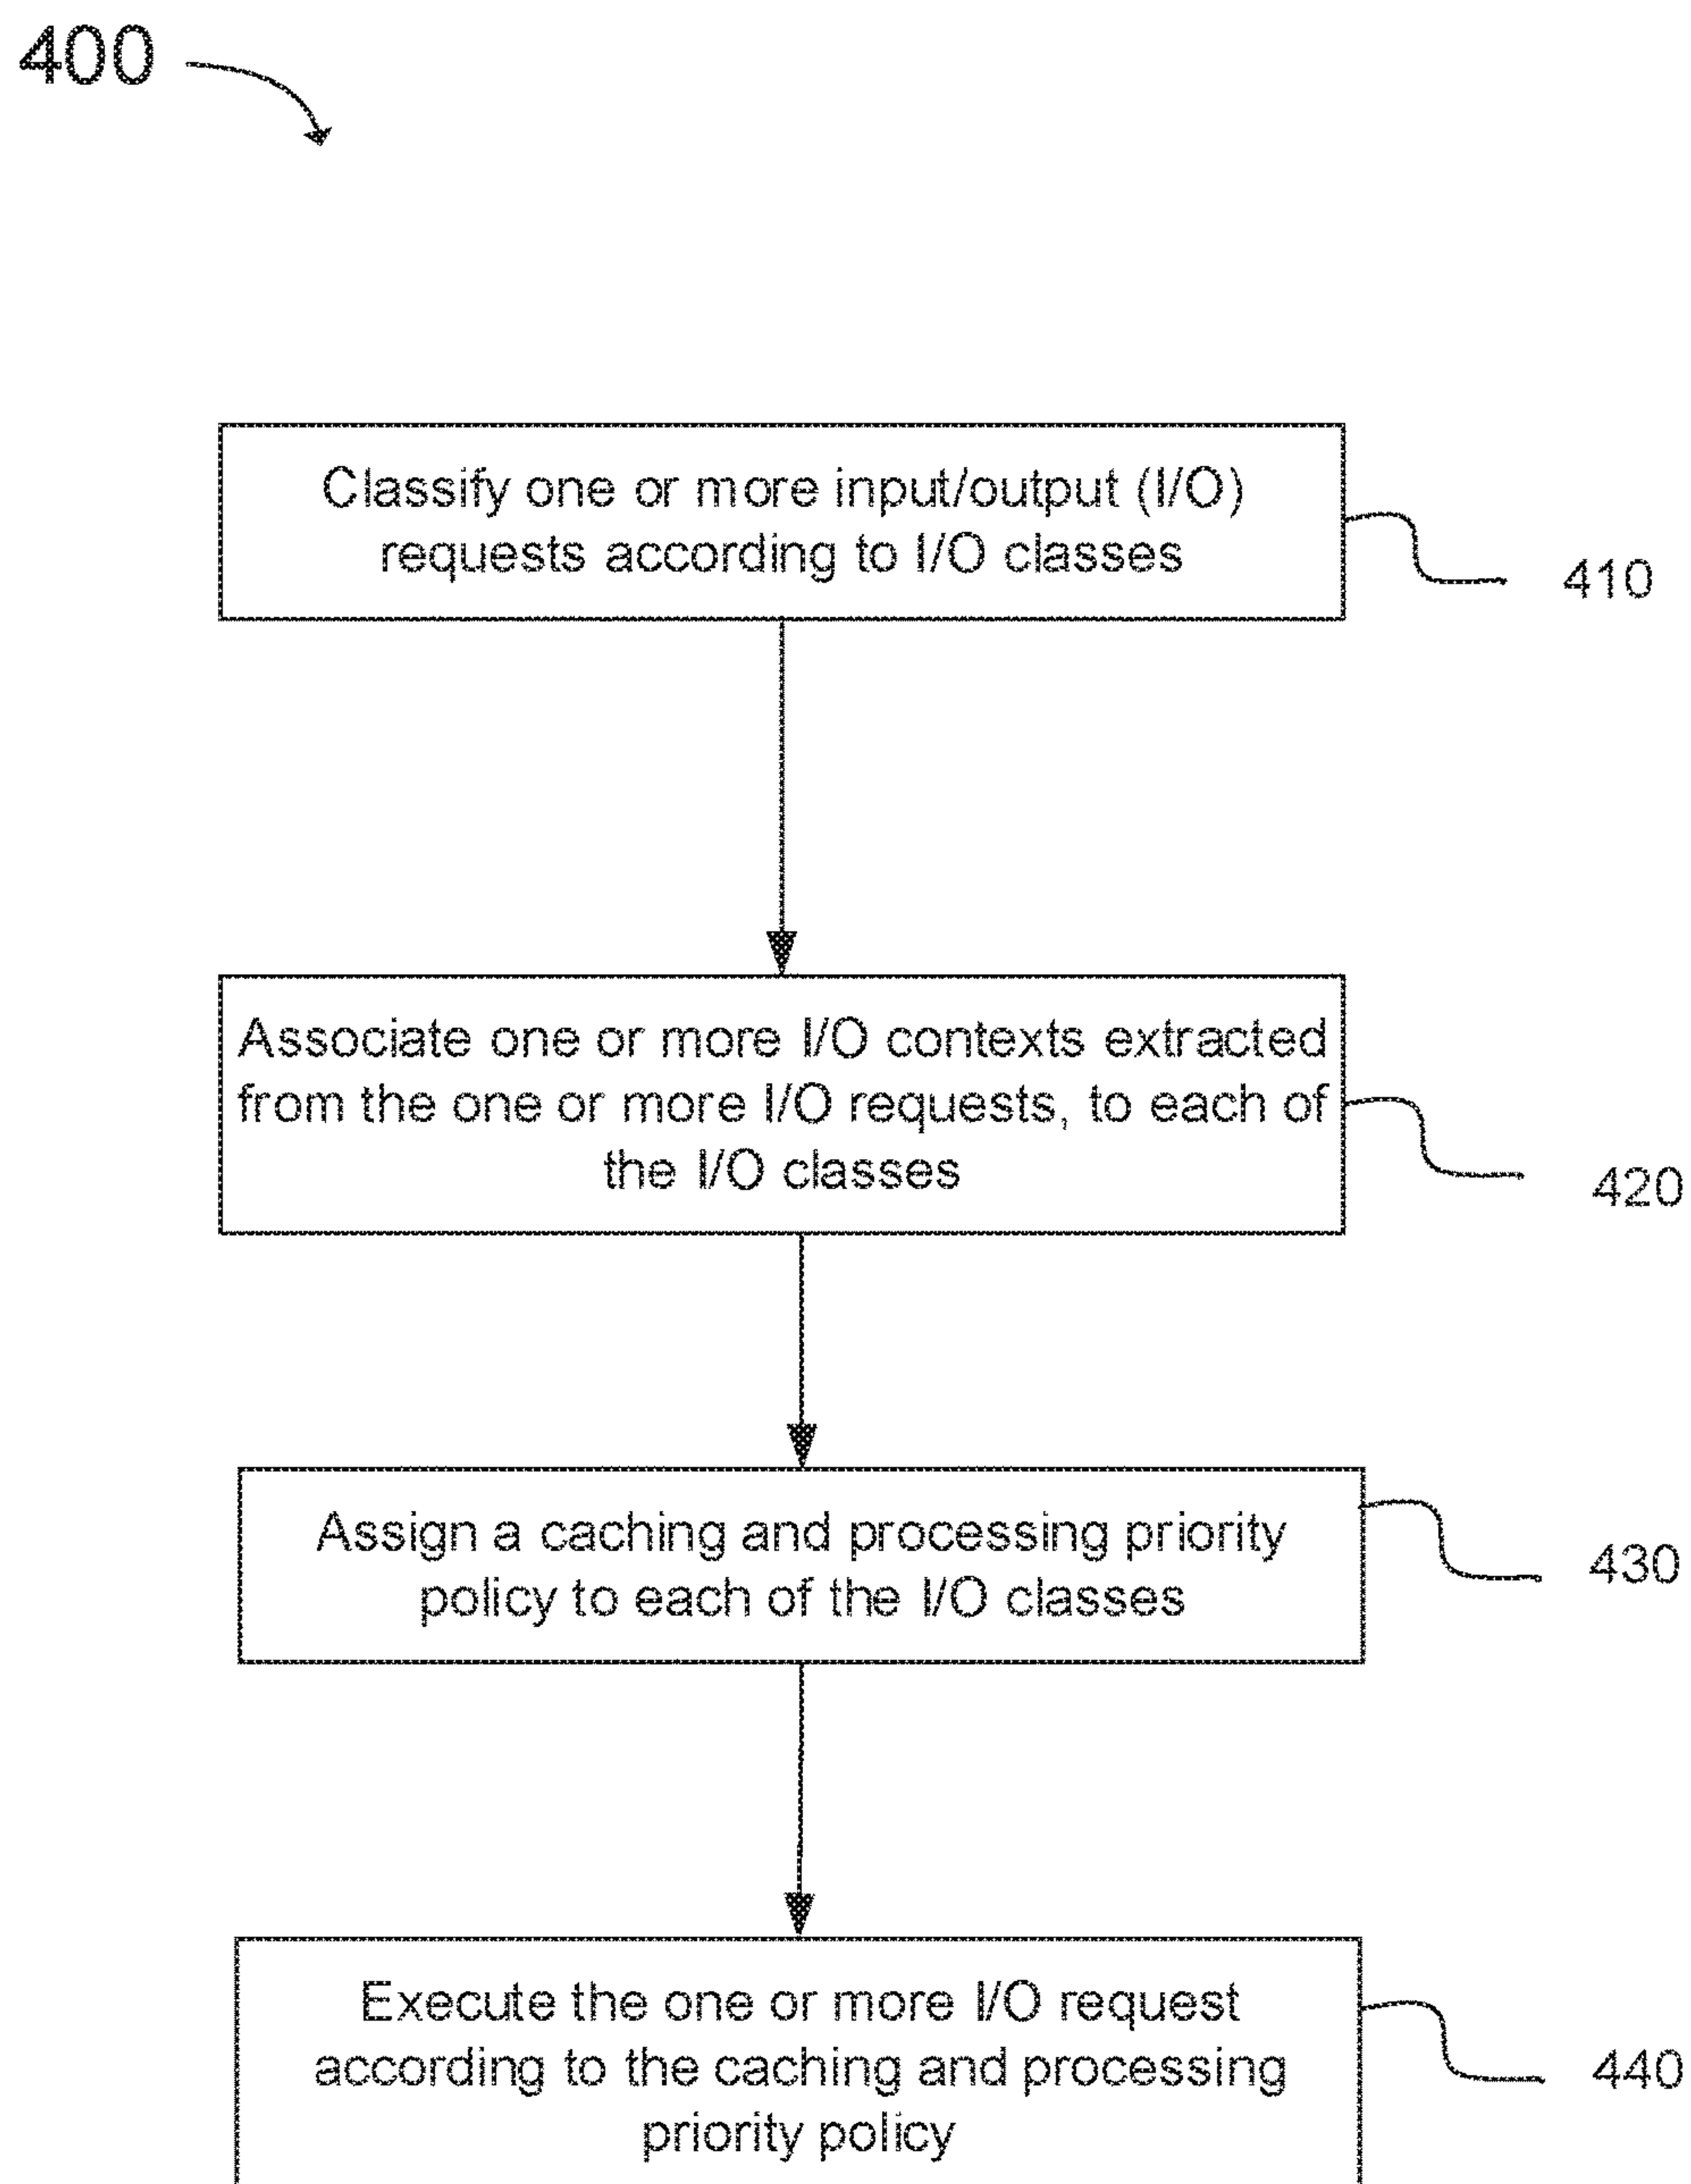 400
Classify one or more input/output (I/O)
requests according to I/O classes
410
Associate one or more I/O contexts extracted
from the one or more I/O requests, to each of
the I/O classes
420
Assign a caching and processing priority
policy to each of the I/O classes
430
Execute the one or more I/O request
according to the caching and processing
priority policy
440